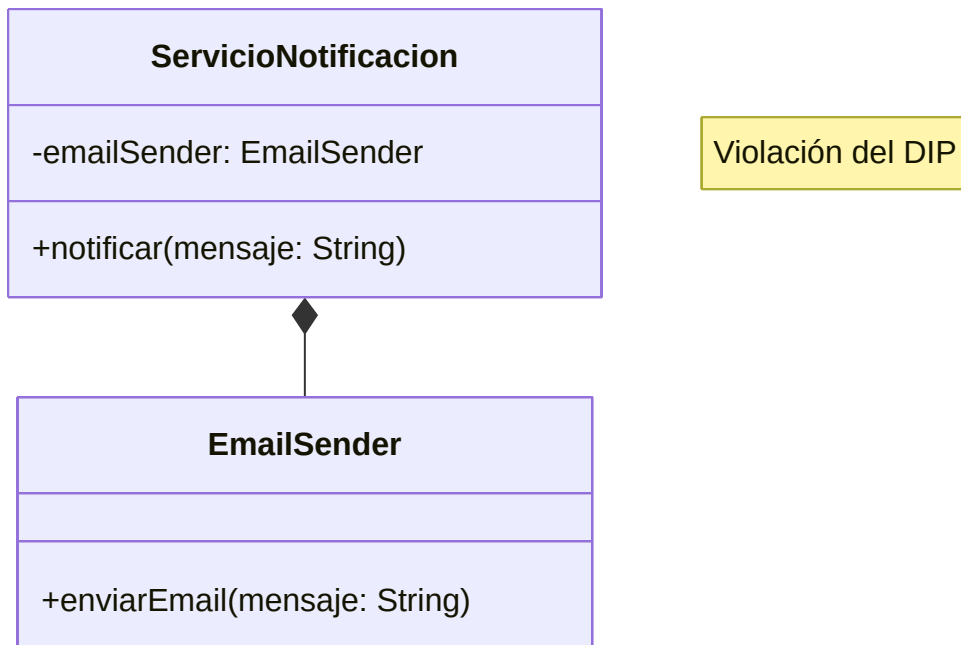 ServicioNotificacion
-emailSender: EmailSender
Violación del DIP
+notificar(mensaje: String)
EmailSender
+enviarEmail(mensaje: String)